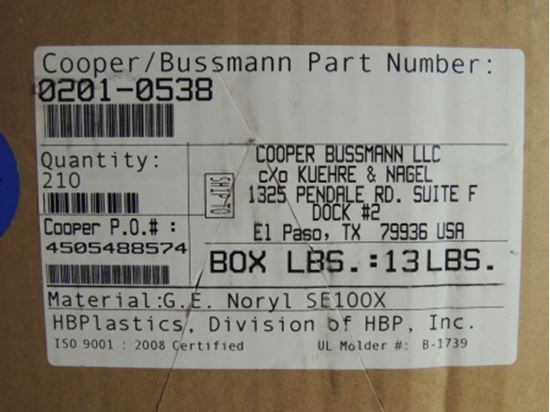 Cooper/Bussmann Part Number:
0201-0538
Quantity:
210
Cooper P.O.# :
4505488574
SHIP TO
COOPER BUSSMANN LLC
c/o KUEHRE & NAGEL
1325 PENDALE RD. SUITE F
DOCK #2
El Paso, TX 79936 USA
BOX LBS.:13 LBS.
Material:G.E. Noryl SE100X
HBPlastics, Division of HBP, Inc.
ISO 9001 : 2008 Certified UL Molder #: B-1739